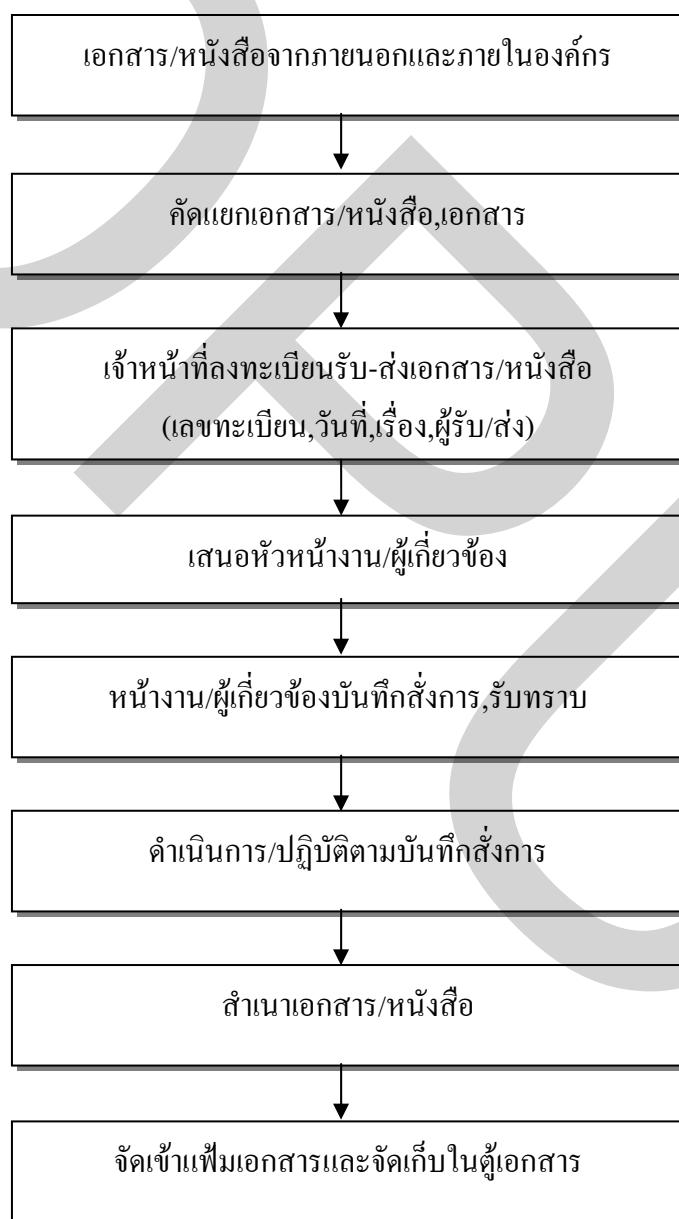 เอกสาร/หนังสือจากภายนอกและภายในองค์กร
คัดแยกเอกสาร/หนังสือ,เอกสาร
เจ้าหน้าที่ลงทะเบียนรับ-ส่งเอกสาร/หนังสือ
(เลขทะเบียน,วันที่,เรื่อง,ผู้รับ/ส่ง)
เสนอหัวหน้างาน/ผู้เกี่ยวข้อง
หน้างาน/ผู้เกี่ยวข้องบันทึกสั่งการ,รับทราบ
ดำเนินการ/ปฏิบัติตามบันทึกสั่งการ
สำเนาเอกสาร/หนังสือ
จัดเข้าแฟ้มเอกสารและจัดเก็บในตู้เอกสาร